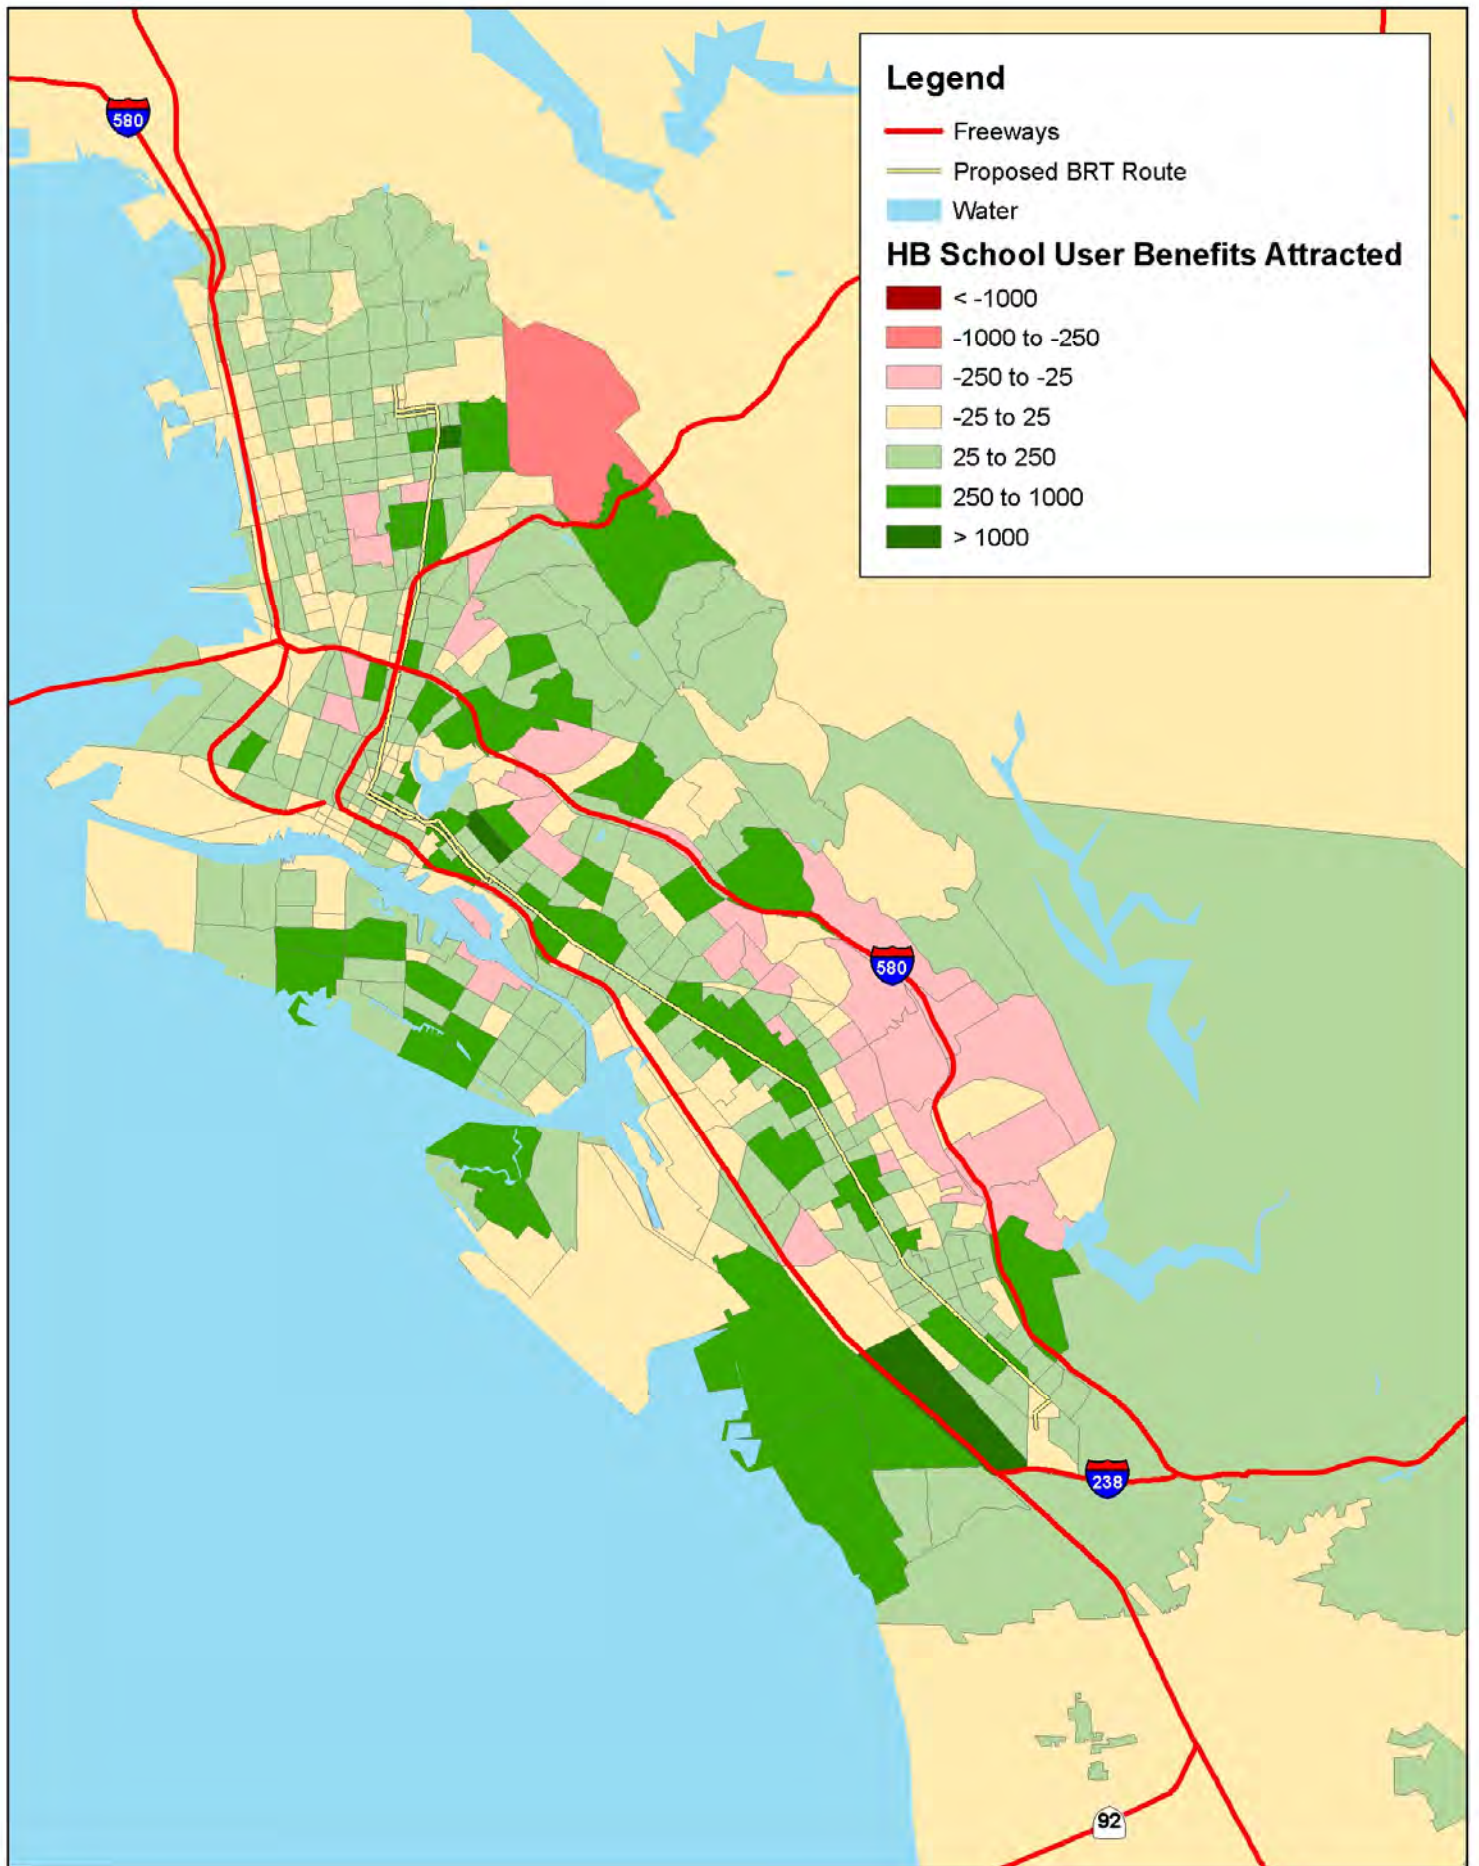 580
Legend
Freeways
Proposed BRT Route
Water
HB School User Benefits Attracted
< -1000
-1000 to -250
-250 to -25
-25 to 25
25 to 250
250 to 1000
> 1000
580
238
92